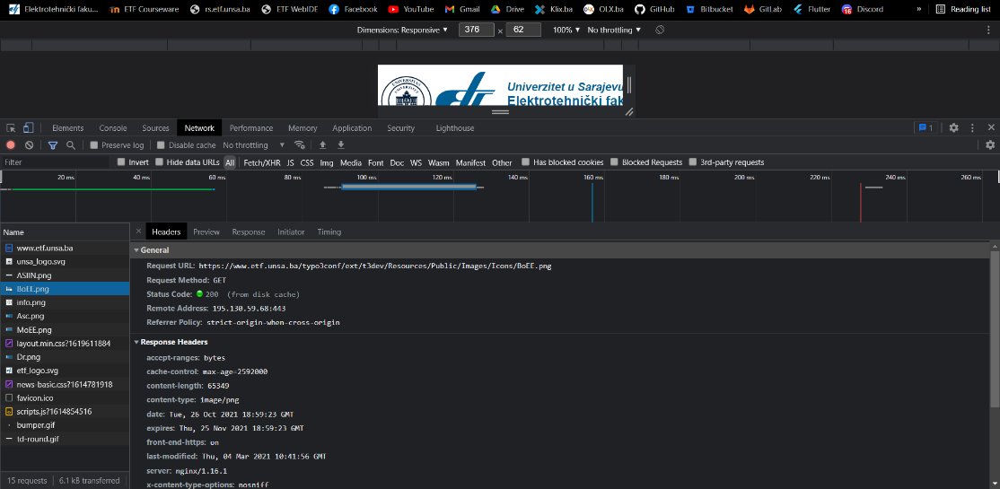 Elektrotehnički faku... ETF Courseware rs.etf.unsa.ba ETF WebIDE Facebook YouTube Gmail Drive Klix.ba OLX.ba GitHub Bitbucket GitLab Flutter 16 Discord » Reading list
Dimensions: Responsive ▼ 376 × 62 100% ▼ No throttling ▼
UNIVERZITET
Univerzitet u Sarajevu
Elektrotehnički fak
Elements Console Sources Network Performance Memory Application Security Lighthouse 1
Preserve log Disable cache No throttling ▼
Filter Invert Hide data URLs All Fetch/XHR JS CSS Img Media Font Doc WS Wasm Manifest Other Has blocked cookies Blocked Requests 3rd-party requests
20 ms 40 ms 60 ms 80 ms 100 ms 120 ms 140 ms 160 ms 180 ms 200 ms 220 ms 240 ms 260 ms
Name
www.etf.unsa.ba
unsa_logo.svg
ASIIN.png
BoEE.png
info.png
Asc.png
MoEE.png
layout.min.css?1619611884
Dr.png
etf_logo.svg
news-basic.css?1614781918
favicon.ico
scripts.js?1614854516
bumper.gif
td-round.gif
15 requests 6.1 kB transferred
× Headers Preview Response Initiator Timing
▼ General
Request URL: https://www.etf.unsa.ba/typo3conf/ext/t3dev/Resources/Public/Images/Icons/BoEE.png
Request Method: GET
Status Code: 200 (from disk cache)
Remote Address: 195.130.59.68:443
Referrer Policy: strict-origin-when-cross-origin
▼ Response Headers
accept-ranges: bytes
cache-control: max-age=2592000
content-length: 65349
content-type: image/png
date: Tue, 26 Oct 2021 18:59:23 GMT
expires: Thu, 25 Nov 2021 18:59:23 GMT
front-end-https: on
last-modified: Thu, 04 Mar 2021 10:41:56 GMT
server: nginx/1.16.1
x-content-type-options: nosniff